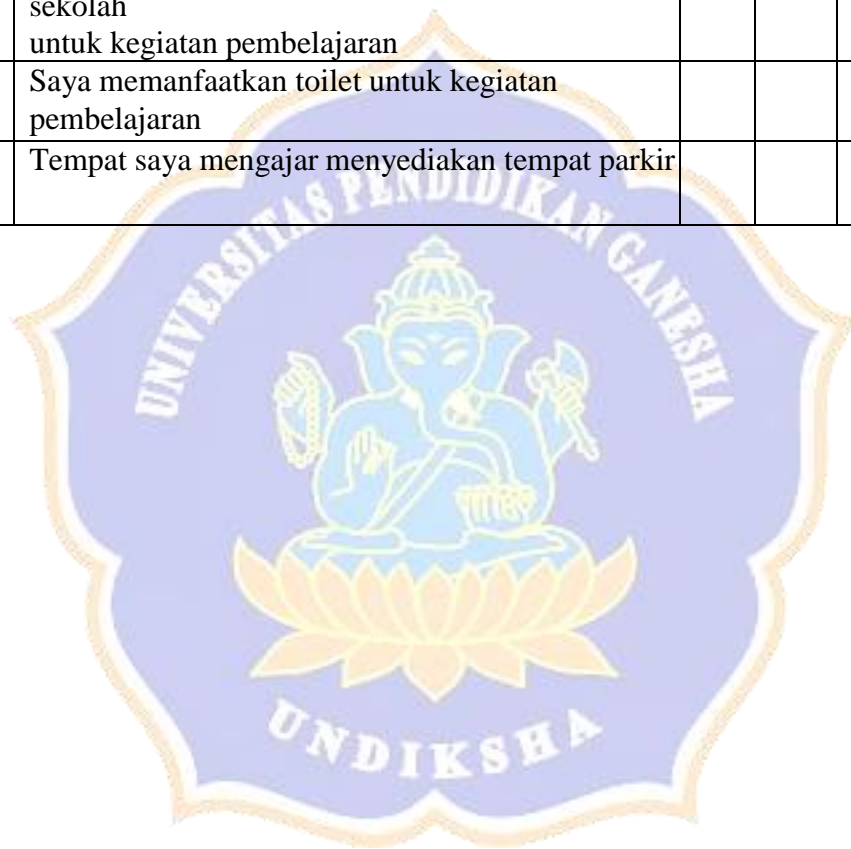 sekolah
untuk kegiatan pembelajaran
Saya memanfaatkan toilet untuk kegiatan
pembelajaran
Tempat saya mengajar menyediakan tempat parkir
UNIVERSITAS PENDIDIKAN GANESHA
UNDIKSHA